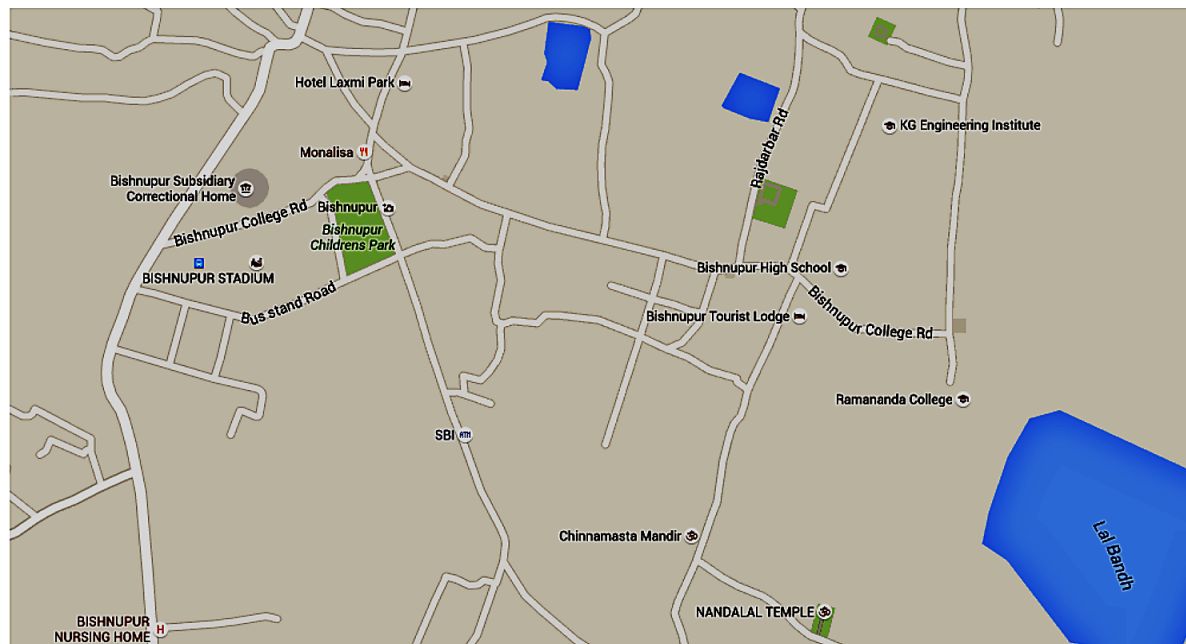 Hotel Laxmi Park
KG Engineering Institute
Rajdarbar Rd
Monalisa
Bishnupur Subsidiary
Correctional Home
Bishnupur College Rd
Bishnupur
Bishnupur
Childrens Park
BISHNUPUR STADIUM
Bus stand Road
Bishnupur High School
Bishnupur Tourist Lodge
Bishnupur College Rd
Ramananda College
SBI
ATM
Chinnamasta Mandir
Lal Bandh
NANDALAL TEMPLE
BISHNUPUR
NURSING HOME
H